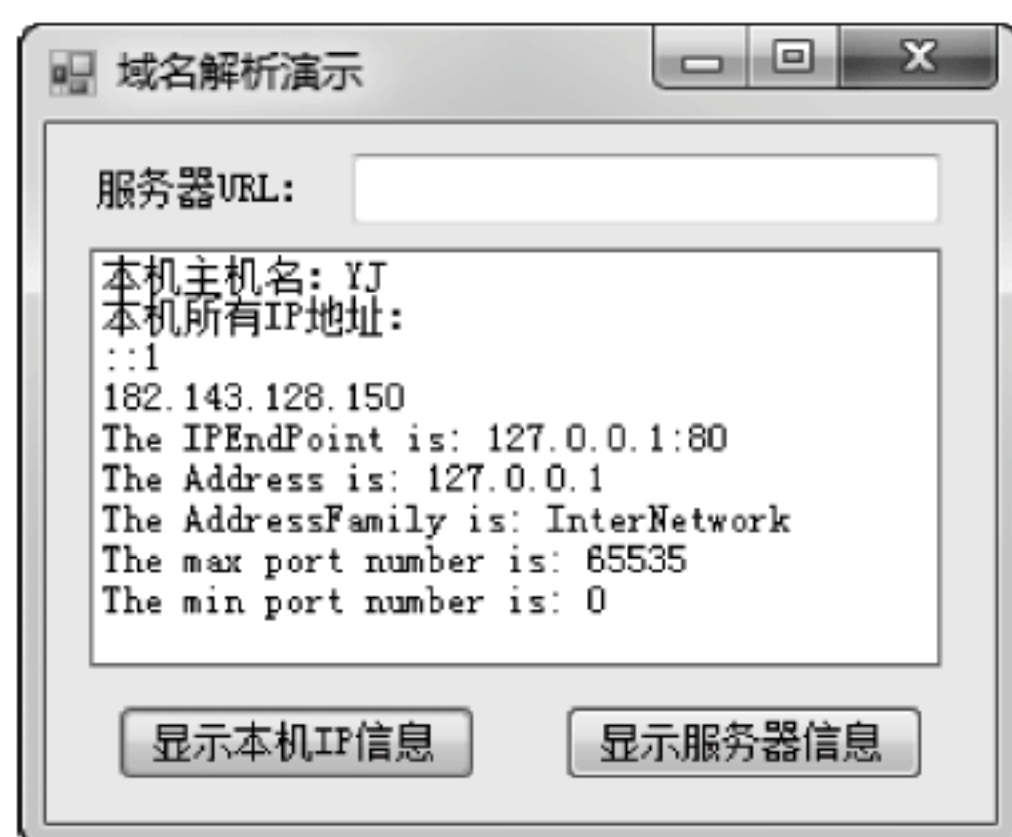 域名解析演示
服务器URL:
本机主机名: YJ
本机所有IP地址:
::1
182.143.128.150
The IPEndPoint is: 127.0.0.1:80
The Address is: 127.0.0.1
The AddressFamily is: InterNetwork
The max port number is: 65535
The min port number is: 0
显示本机IP信息
显示服务器信息